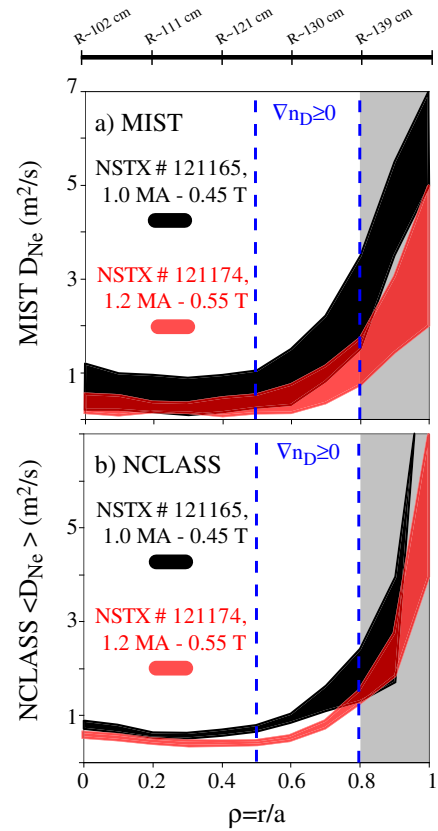 R~102 cm R~111 cm R~121 cm R~130 cm R~139 cm
7
a) MIST
∇n_D≥0
NSTX # 121165,
1.0 MA - 0.45 T
5
NSTX # 121174,
1.2 MA - 0.55 T
3
1
MIST D_Ne (m²/s)
b) NCLASS
∇n_D≥0
NSTX # 121165,
1.0 MA - 0.45 T
5
NSTX # 121174,
1.2 MA - 0.55 T
3
1
NCLASS <D_Ne> (m²/s)
0 0.2 0.4 0.6 0.8 1
ρ=r/a